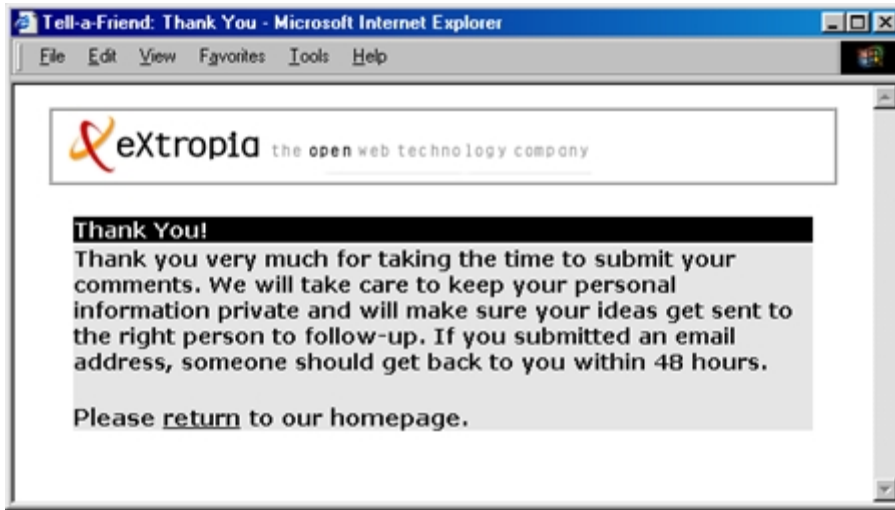 Tell-a-Friend: Thank You - Microsoft Internet Explorer
File Edit View Favorites Tools Help
eXtropia the open web technology company
Thank You!
Thank you very much for taking the time to submit your
comments. We will take care to keep your personal
information private and will make sure your ideas get sent to
the right person to follow-up. If you submitted an email
address, someone should get back to you within 48 hours.
Please return to our homepage.